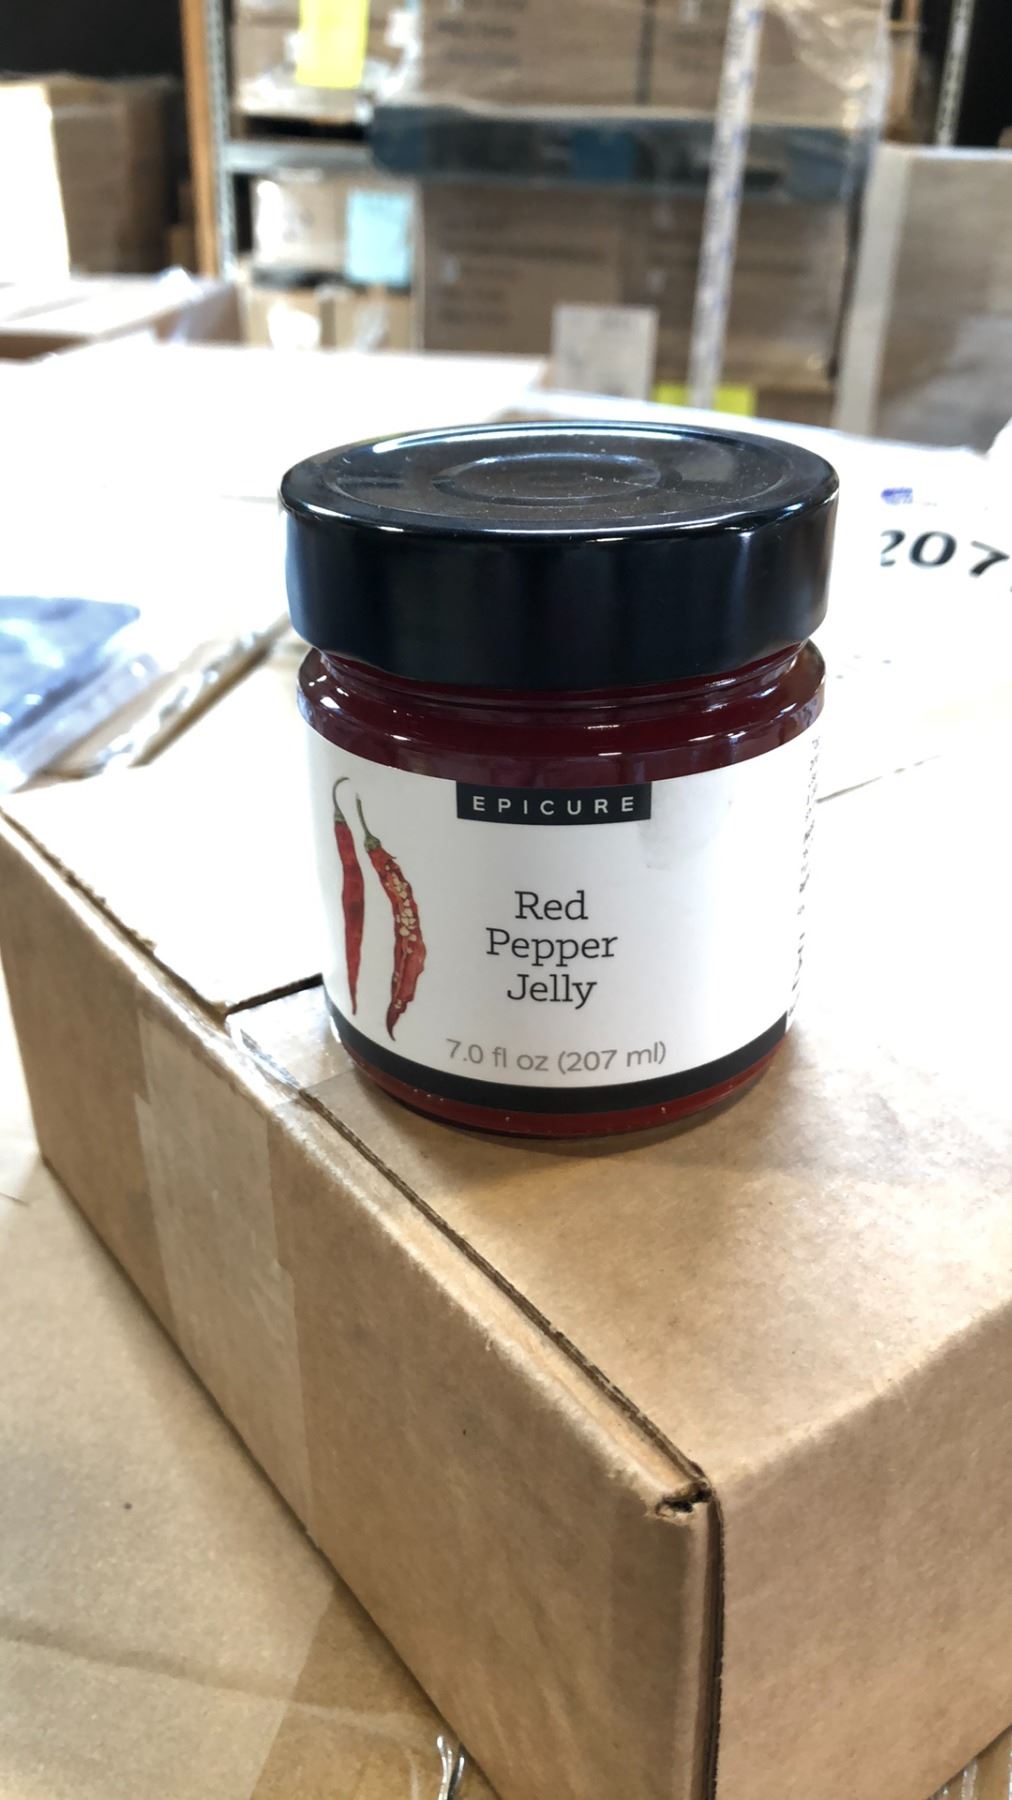 207
EPICURE
Red
Pepper
Jelly
7.0 fl oz (207 ml)